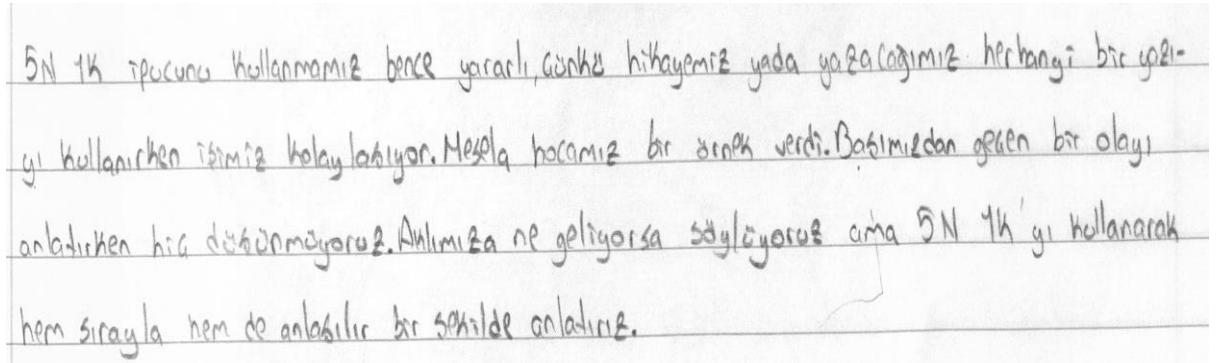 5N 1K ipucunu kullanmamız bence yararlı, çünkü hikayemiz yada yazacağımız herhangi bir yazı-
yı kullanırken işimiz kolaylaşıyor. Mesela hocamız bir örnek verdi. Başımızdan geçen bir olayı
anlatırken hiç düşünmüyoruz. Aklımıza ne geliyorsa söylüyoruz ama 5N 1K'yı kullanarak
hem sırayla hem de anlaşılır bir şekilde anlatırız.